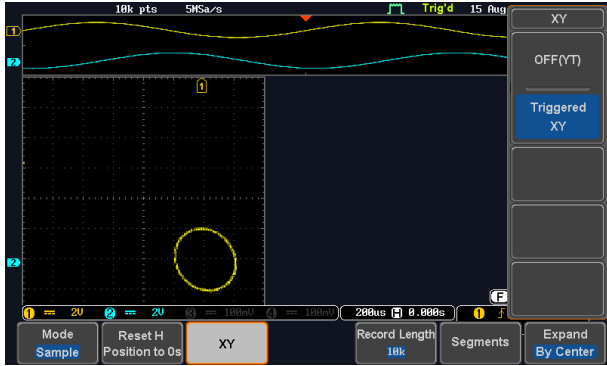 10k pts 5MSa/s Trig'd 15 Aug
XY
1
2
OFF(YT)
1
Triggered
XY
2
F
1 2V 2 2V 3 100mV 4 100mV 200us H 0.000s 1
Mode
Sample
Reset H
Position to 0s
XY
Record Length
10k
Segments
Expand
By Center